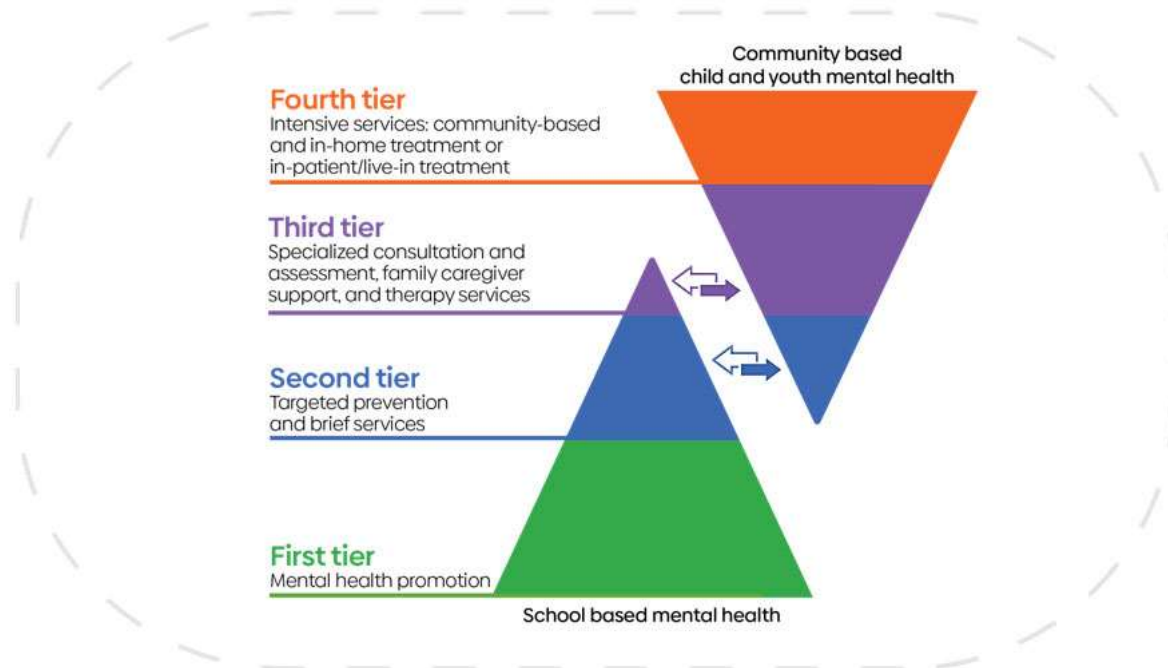 Community based
child and youth mental health
Fourth tier
Intensive services: community-based
and in-home treatment or
in-patient/live-in treatment
Third tier
Specialized consultation and
assessment, family caregiver
support, and therapy services
Second tier
Targeted prevention
and brief services
First tier
Mental health promotion
School based mental health